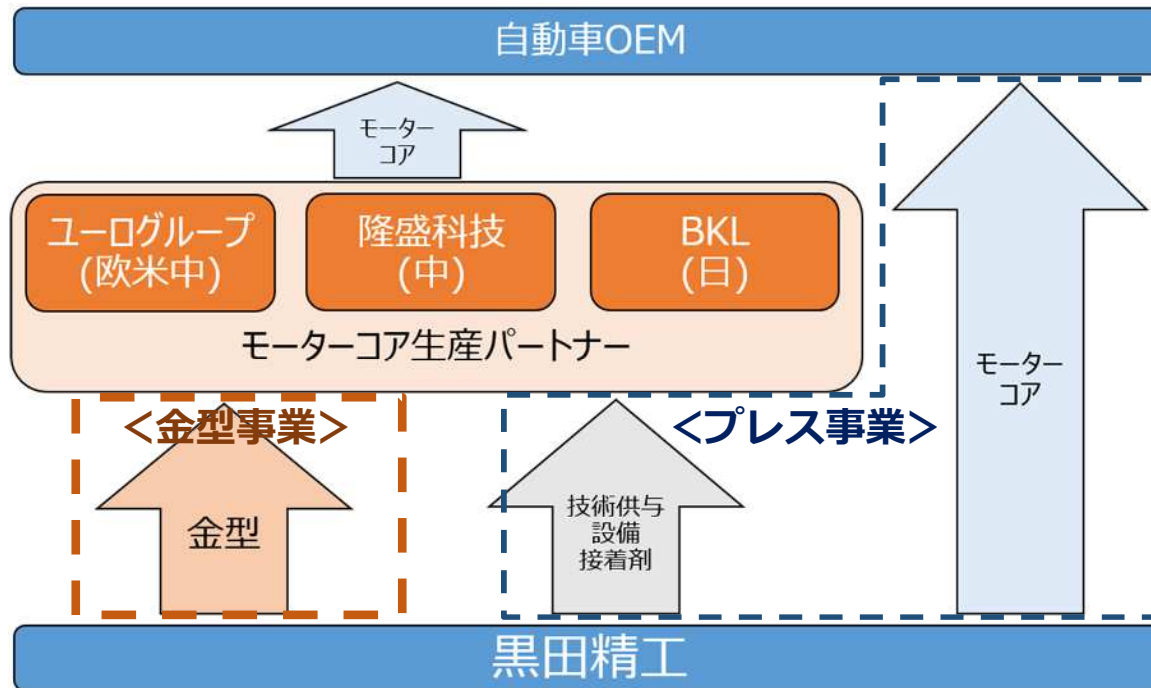 自動車OEM
モーター
コア
ユーログループ
(欧米中)
隆盛科技
(中)
BKL
(日)
モーターコア生産パートナー
モーター
コア
<金型事業>
<プレス事業>
金型
技術供与
設備
接着剤
黒田精工